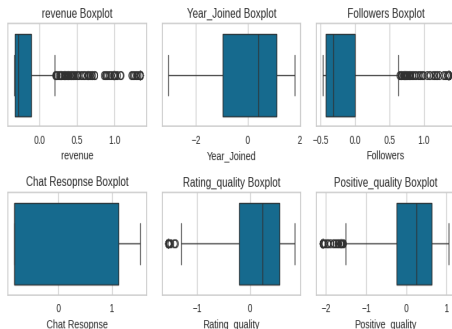 revenue Boxplot
Year_Joined Boxplot
Followers Boxplot
0.0 0.5 1.0
−2 0 2
−0.5 0.0 0.5 1.0
revenue
Year_Joined
Followers
Chat Resopnse Boxplot
Rating_quality Boxplot
Positive_quality Boxplot
0 1
−1 0
−2 −1 0 1
Chat Resopnse
Rating_quality
Positive_quality